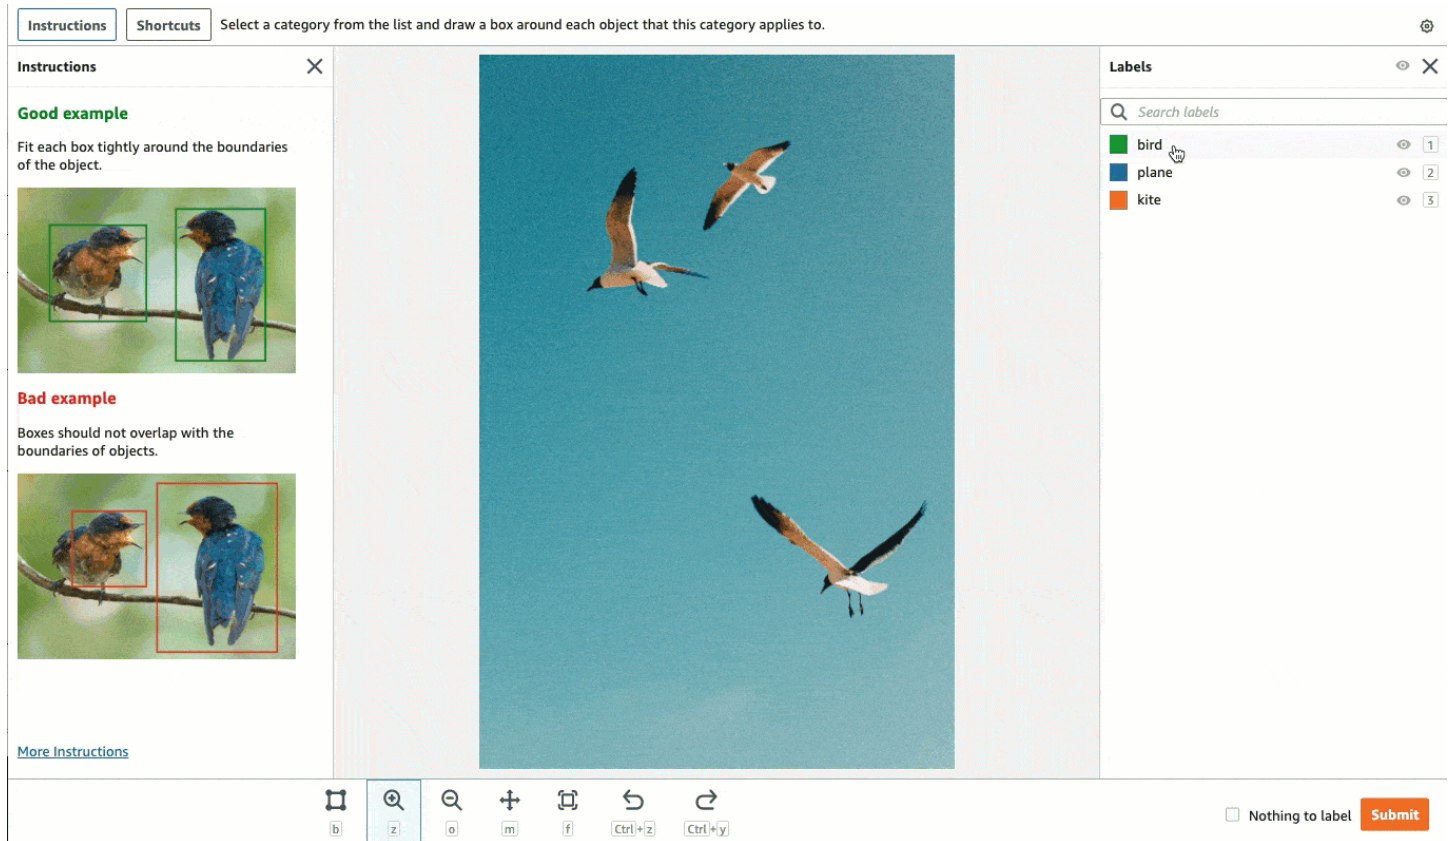 Instructions
Shortcuts
Select a category from the list and draw a box around each object that this category applies to.
Instructions
Good example
Fit each box tightly around the boundaries
of the object.
Bad example
Boxes should not overlap with the
boundaries of objects.
More Instructions
Labels
Search labels
bird 1
plane 2
kite 3
b
z
o
m
f
Ctrl+z
Ctrl+y
Nothing to label
Submit